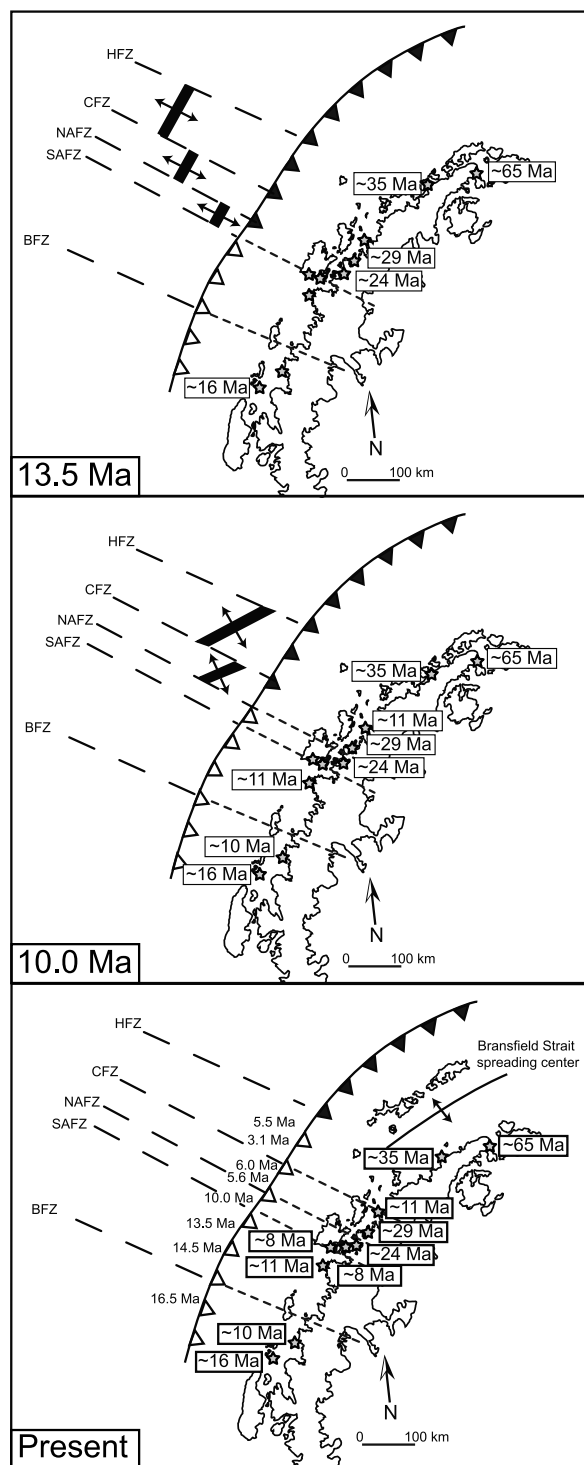 HFZ
CFZ
NAFZ
SAFZ
BFZ
~35 Ma
~65 Ma
~29 Ma
~24 Ma
~16 Ma
N
0 100 km
13.5 Ma
HFZ
CFZ
NAFZ
SAFZ
BFZ
~35 Ma
~65 Ma
~11 Ma
~29 Ma
~24 Ma
~11 Ma
~10 Ma
~16 Ma
N
0 100 km
10.0 Ma
HFZ
CFZ
NAFZ
SAFZ
BFZ
Bransfield Strait
spreading center
5.5 Ma
3.1 Ma
6.0 Ma
5.6 Ma
10.0 Ma
13.5 Ma
14.5 Ma
16.5 Ma
~35 Ma
~65 Ma
~11 Ma
~29 Ma
~8 Ma
~24 Ma
~11 Ma
~8 Ma
~10 Ma
~16 Ma
N
0 100 km
Present